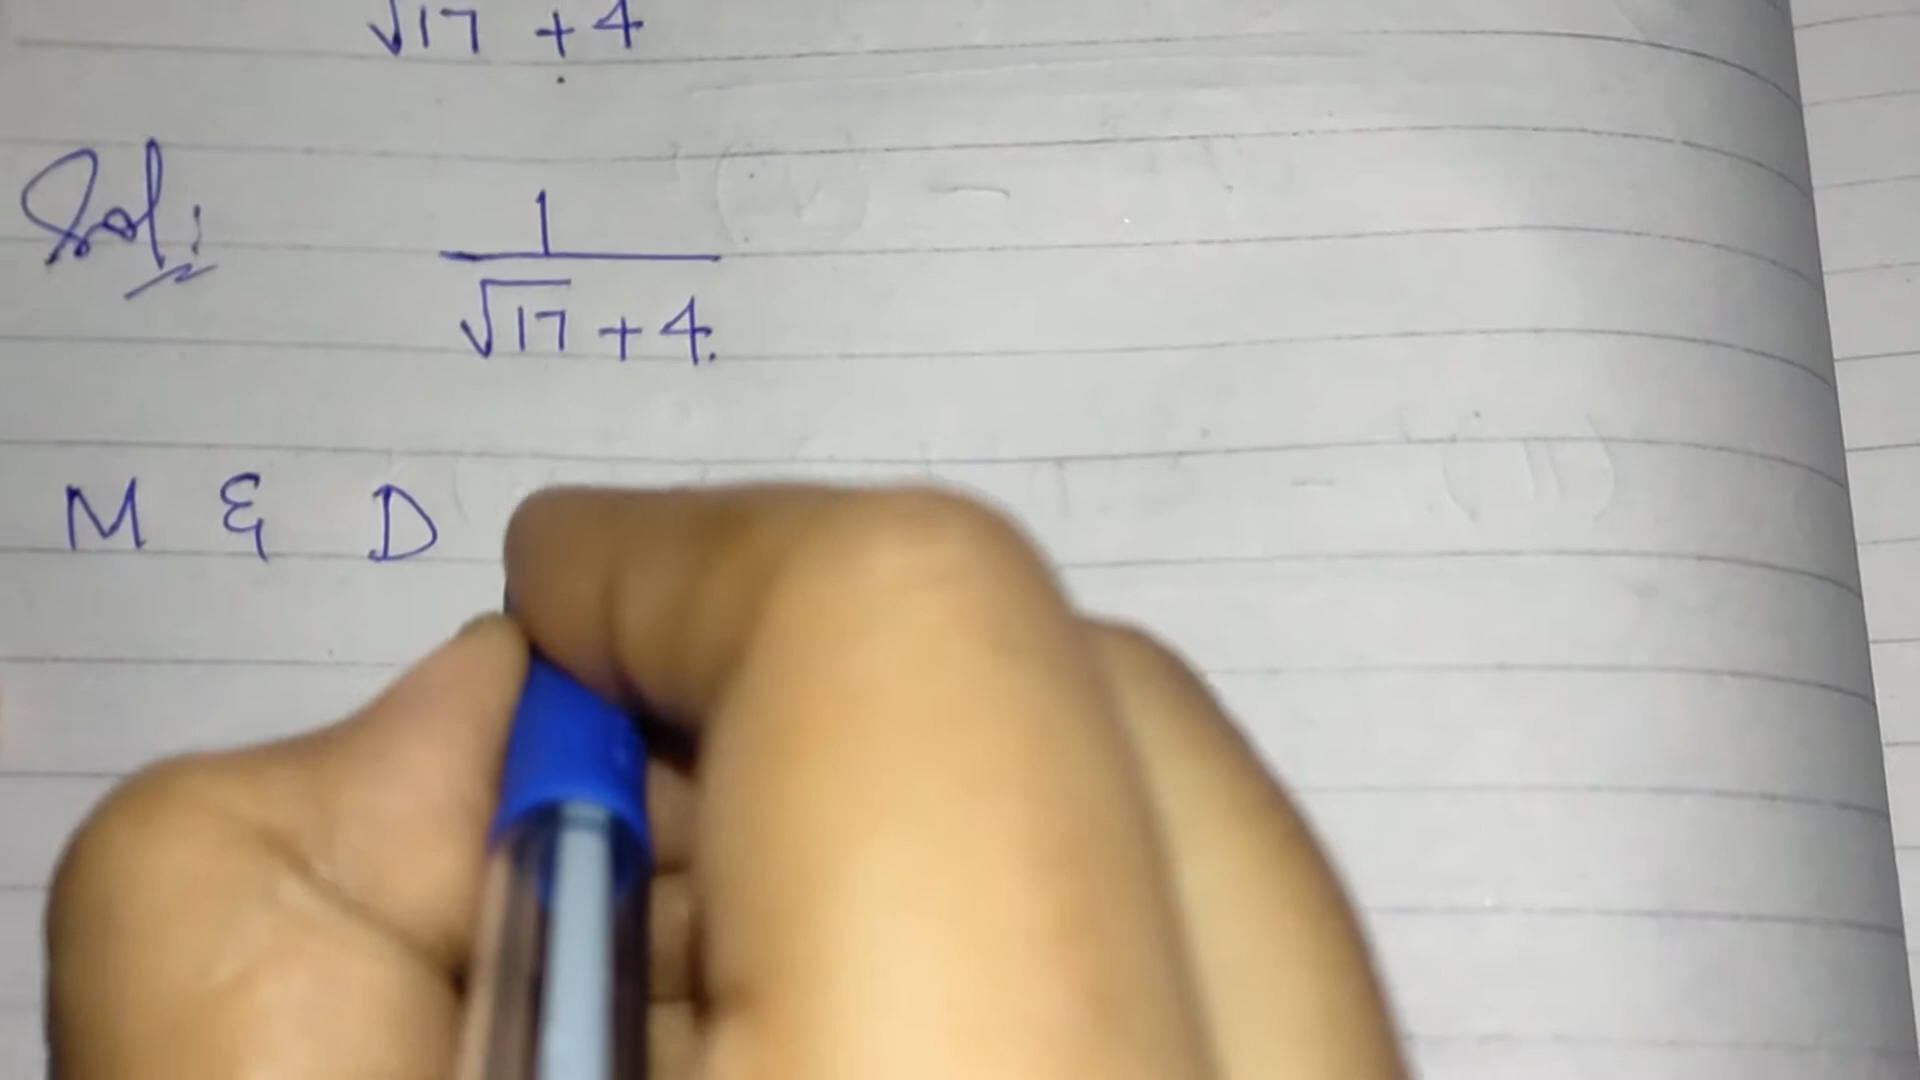 √17 + 4
Sol:
1
√17 + 4.
M & D